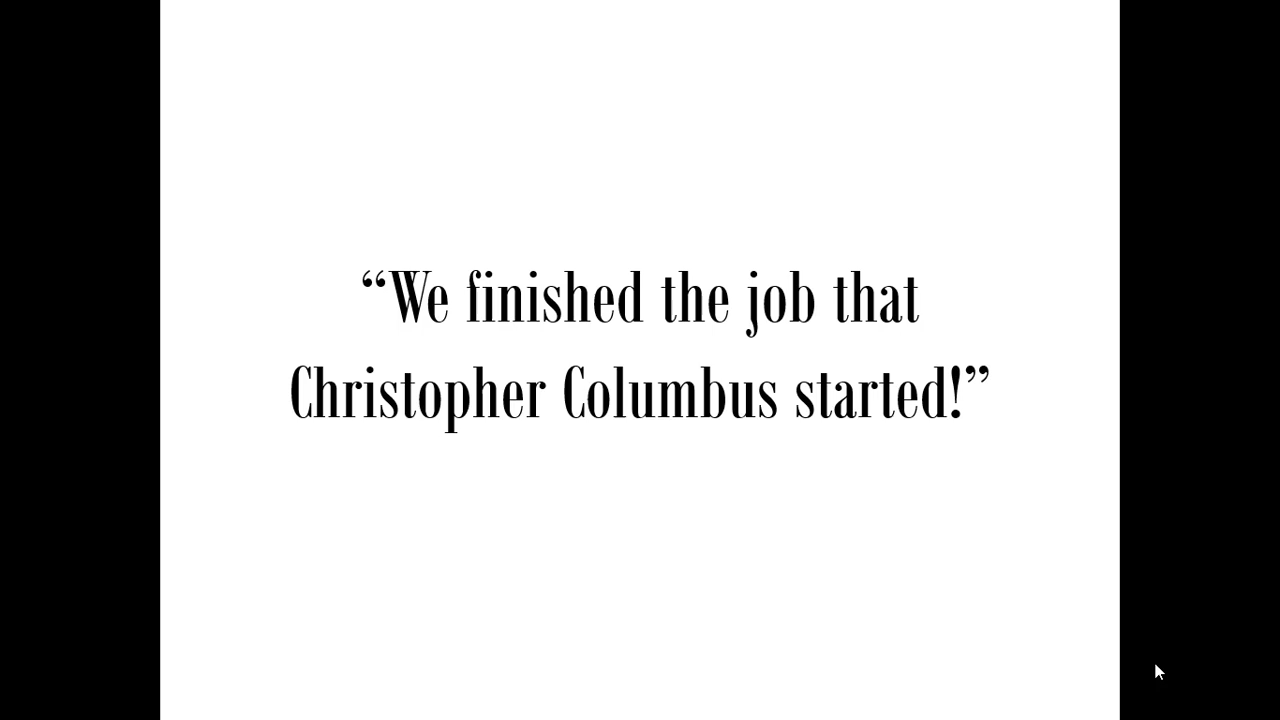 “We finished the job that
Christopher Columbus started!”